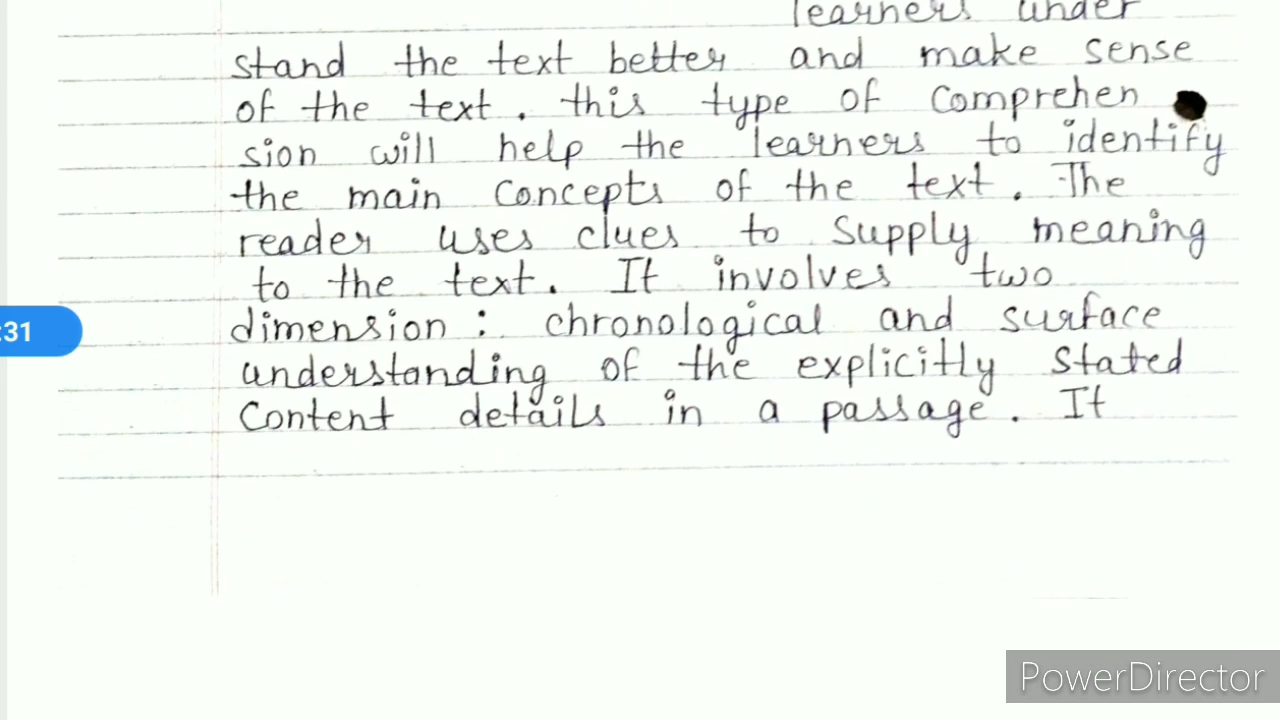 learners under
stand the text better and make sense
of the text. this type of comprehen
sion will help the learners to identify
the main concepts of the text. The
reader uses clues to supply meaning
to the text. It involves two
dimension: chronological and surface
:31
understanding of the explicitly stated
content details in a passage. It
PowerDirector